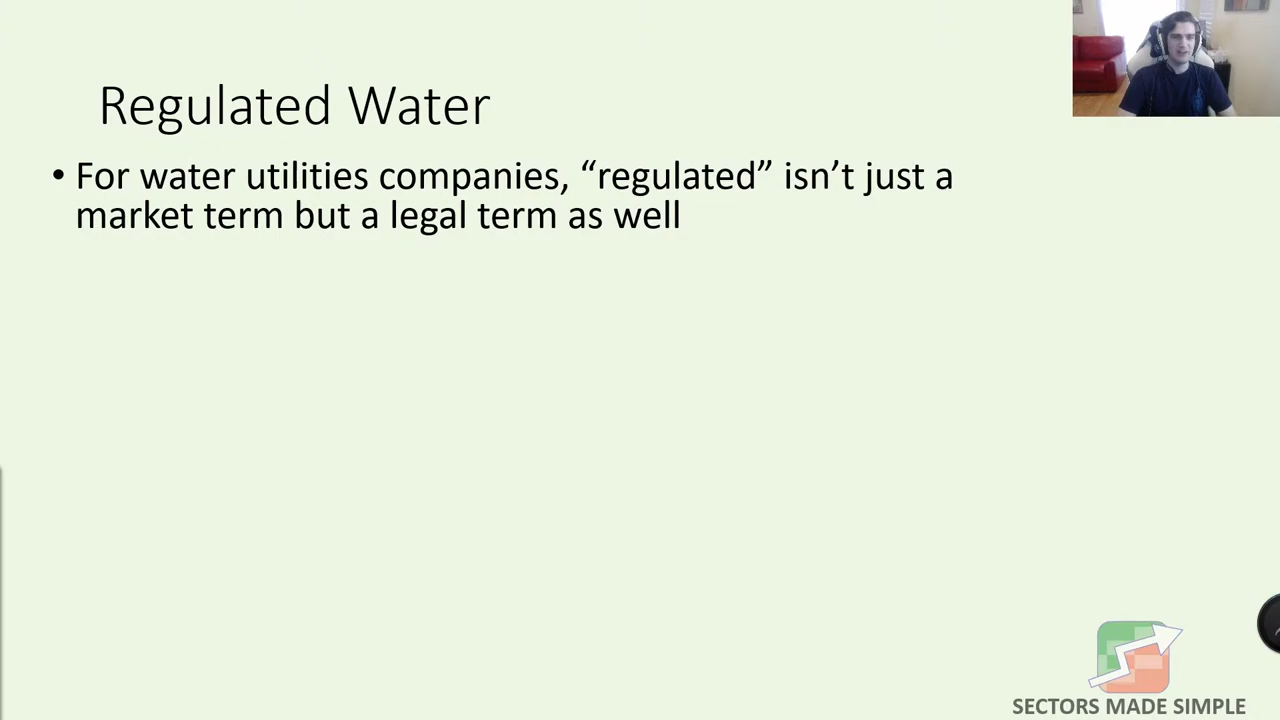 Regulated Water
• For water utilities companies, “regulated” isn’t just a
market term but a legal term as well
SECTORS MADE SIMPLE